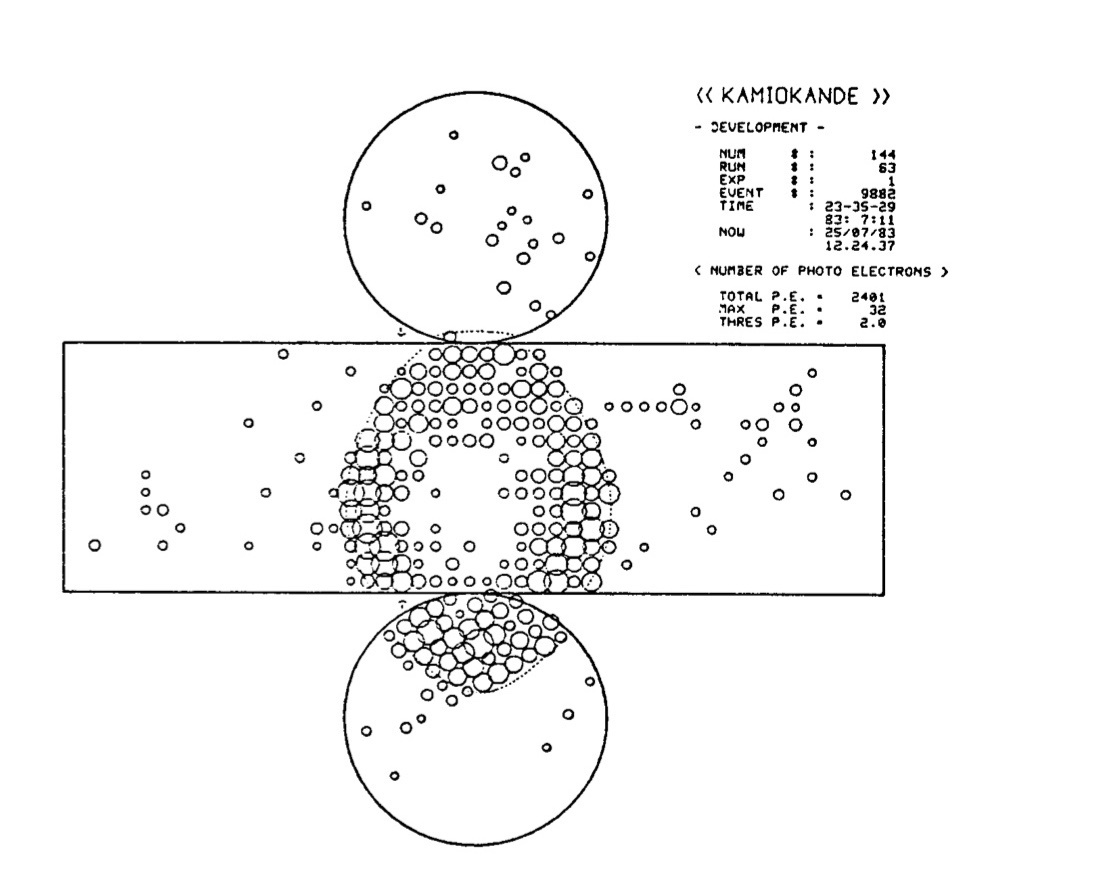 << KAMIOKANDE >>
- DEVELOPMENT -
NUM # : 144
RUN # : 63
EXP # : 1
EVENT # : 9882
TIME : 23-35-29
83: 7:11
NOW : 25/07/83
12.24.37
< NUMBER OF PHOTO ELECTRONS >
TOTAL P.E. = 2401
MAX P.E. = 32
THRES P.E. = 2.0